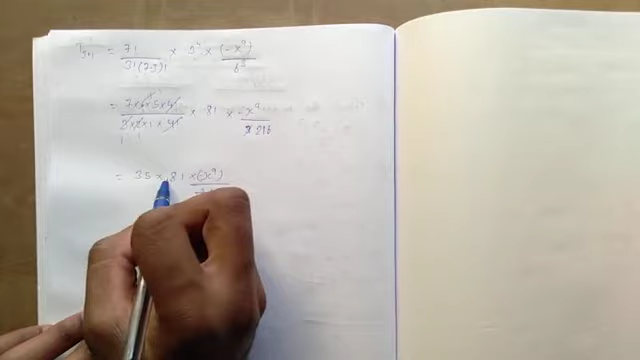 T3+1 = 7! / 3!(7-3)! × 3⁴ × (-x⁹) / 6³
= 7×6×5×4! / 3×2×1×4! × 81 × -x⁹ / 216
= 35 × 81 × (-x⁹)